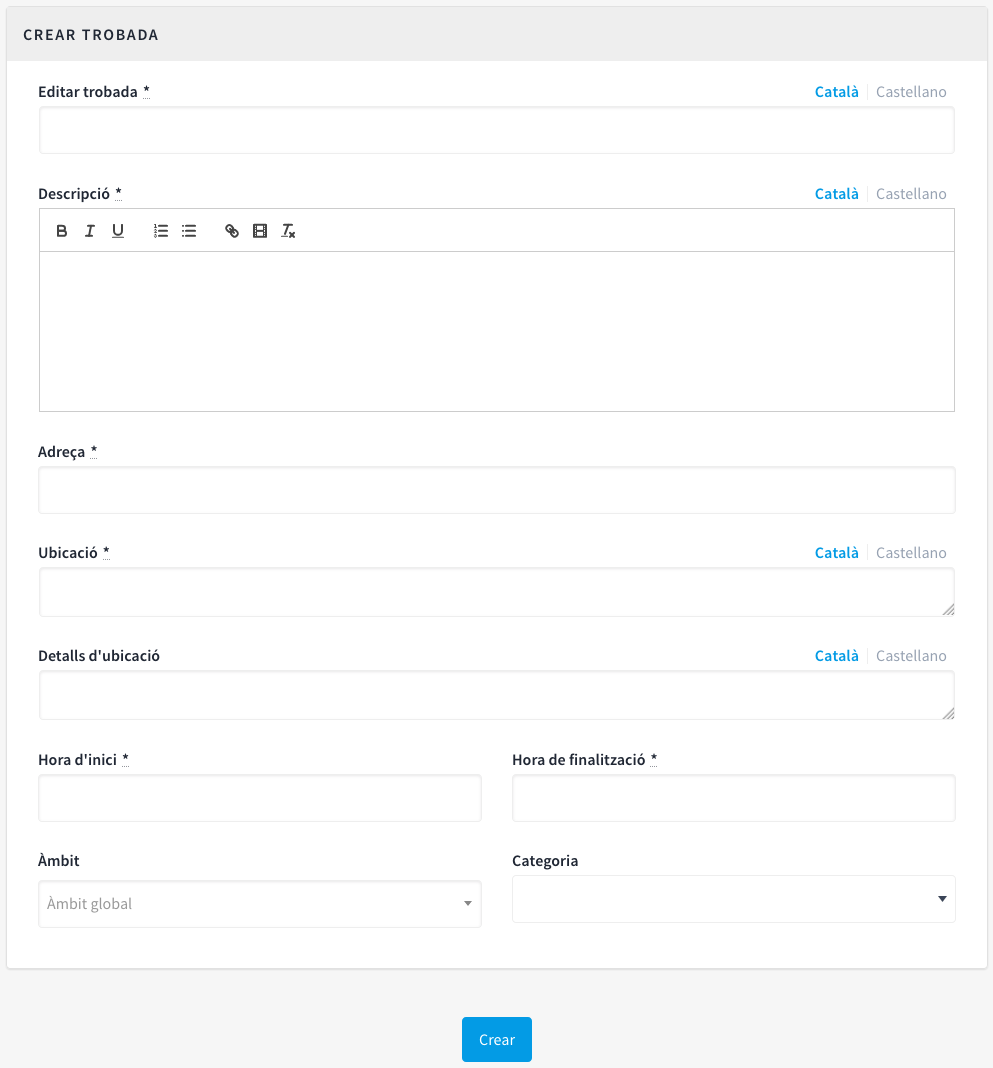 CREAR TROBADA
Editar trobada *
Català Castellano
Descripció *
Català Castellano
B I U
Adreça *
Ubicació *
Català Castellano
Detalls d'ubicació
Català Castellano
Hora d'inici *
Hora de finalització *
Àmbit
Categoria
Àmbit global
Crear